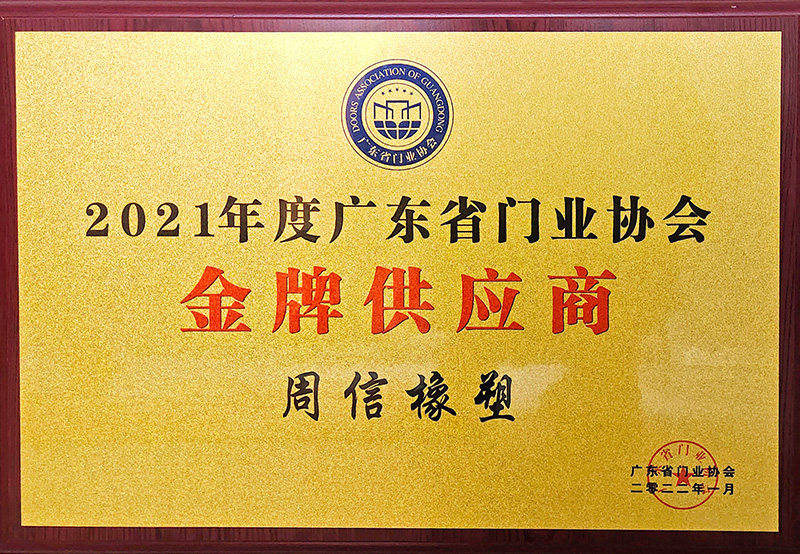 DOORS ASSOCIATION OF GUANGDONG
广东省门业协会
2021年度广东省门业协会
金牌供应商
周信橡塑
广东省门业协会
二零二二年一月